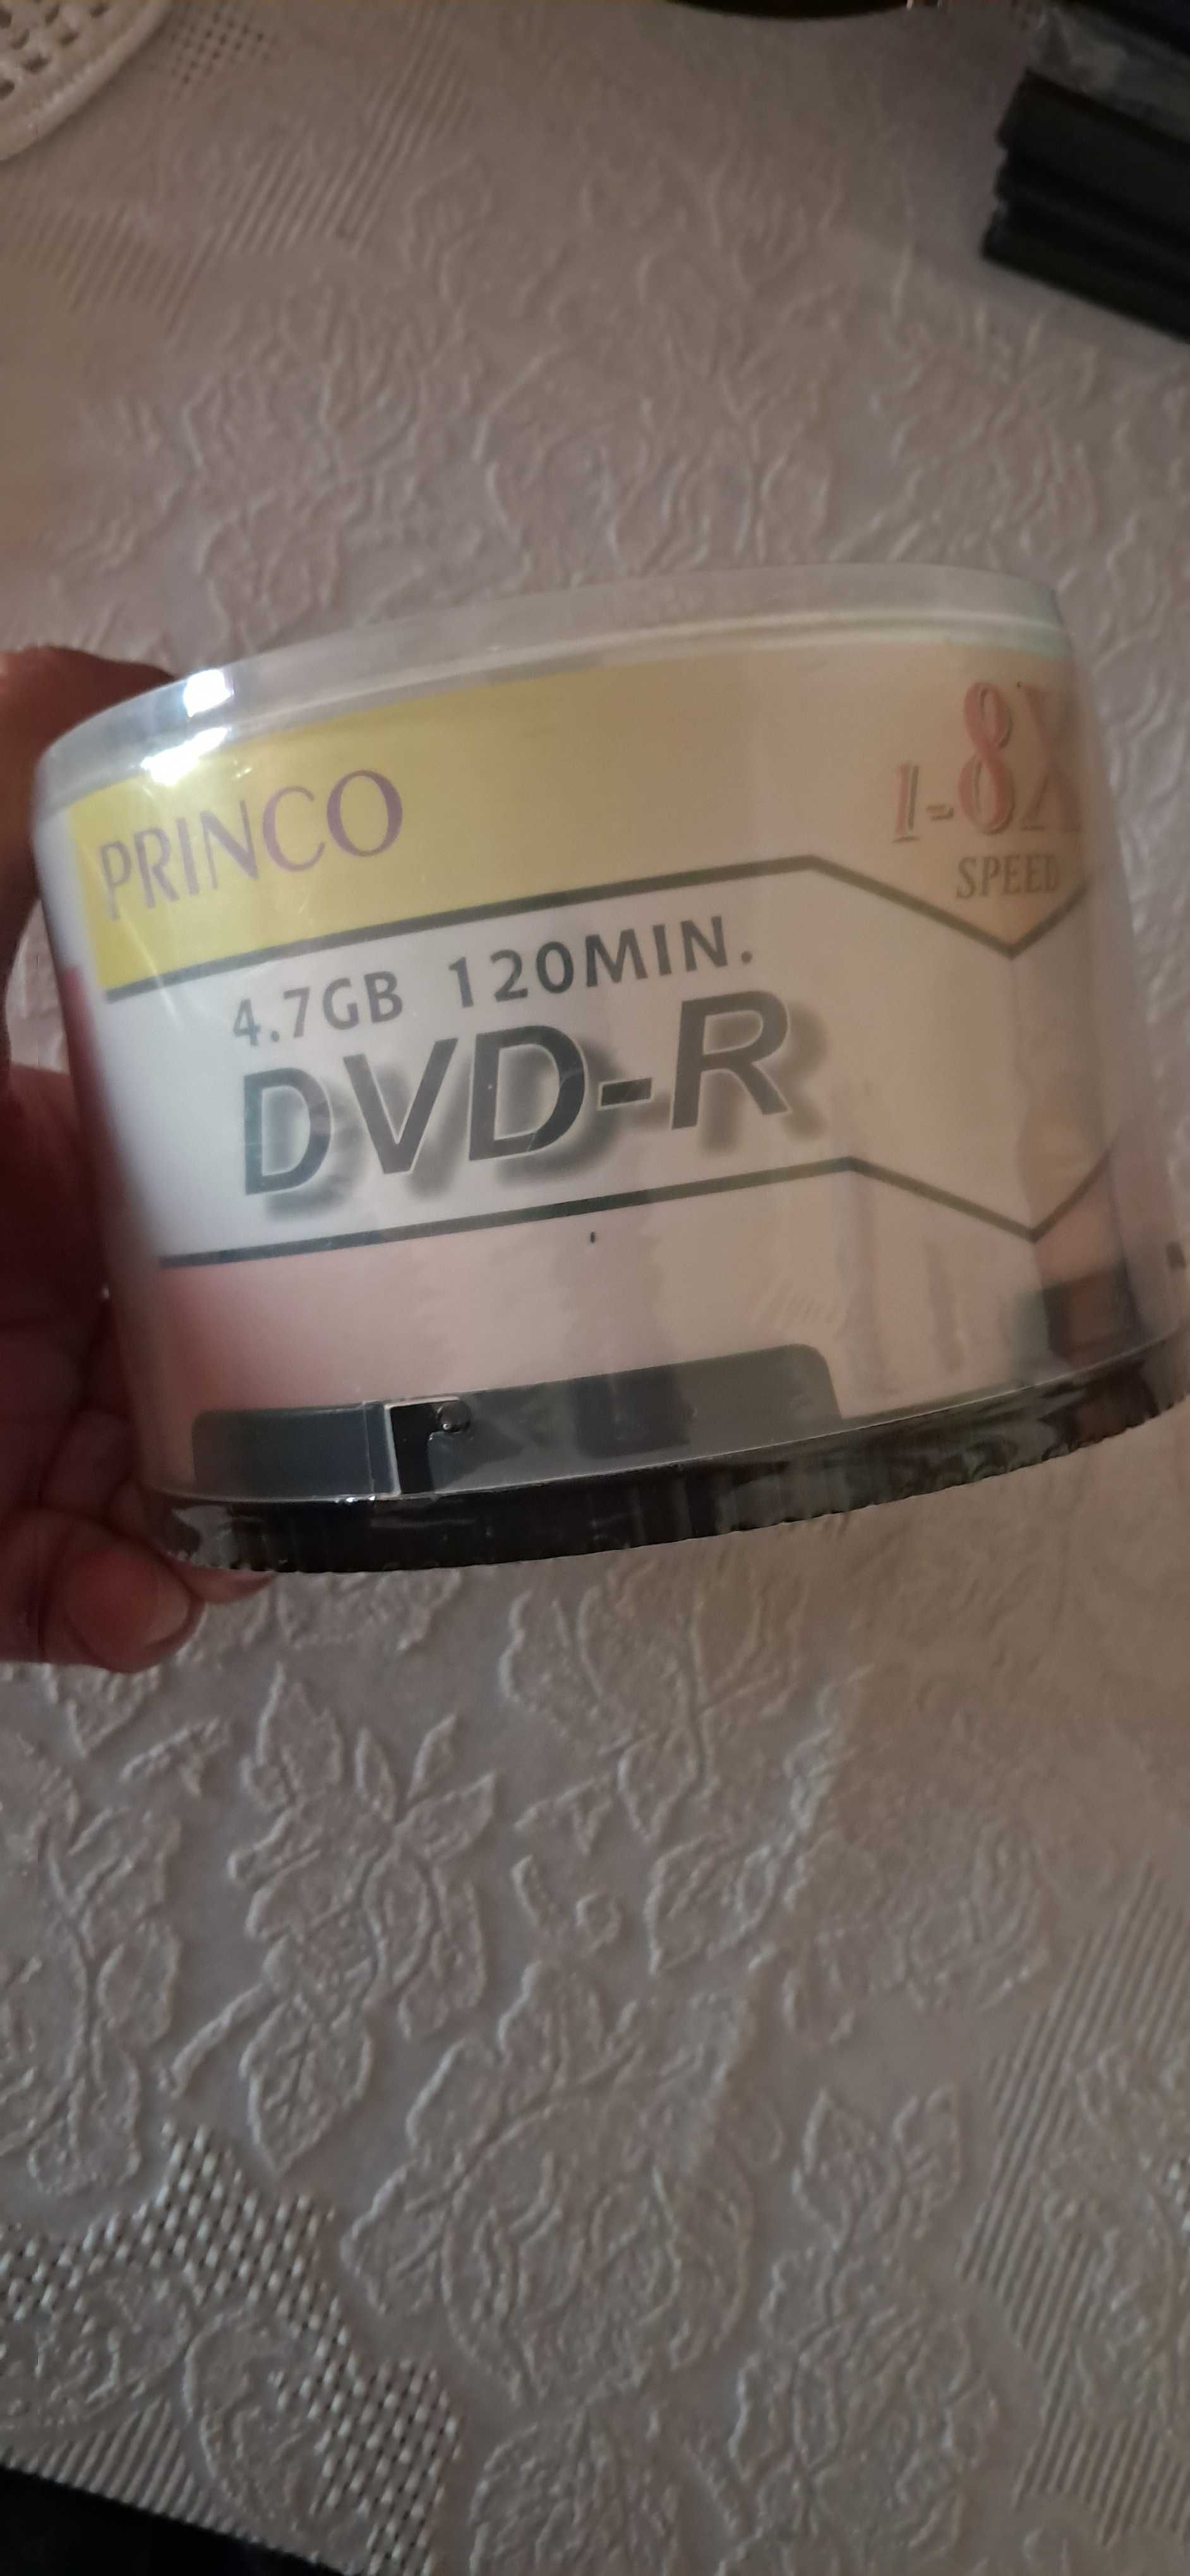 PRINCO
1-8X
SPEED
4.7GB 120MIN.
DVD-R